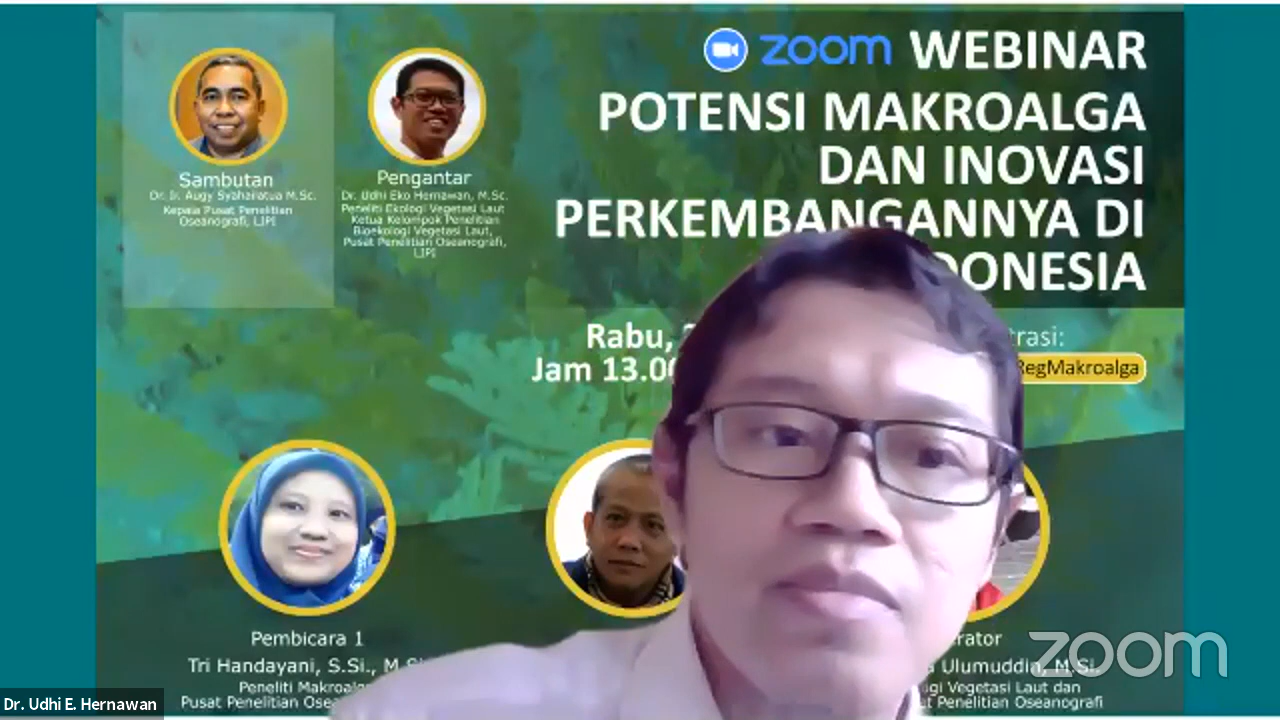 zoom WEBINAR
POTENSI MAKROALGA
DAN INOVASI
PERKEMBANGANNYA DI
DONESIA
Sambutan
Dr. Ir. Augy Syahailatua M.Sc.
Kepala Pusat Penelitian
Oseanografi, LIPI
Pengantar
Dr. Udhi Eko Hernawan, M.Sc.
Peneliti Ekologi Vegetasi Laut
Ketua Kelompok Penelitian
Bioekologi Vegetasi Laut,
Pusat Penelitian Oseanografi,
LIPI
Rabu,
Jam 13.00
trasi:
RegMakroalga
Pembicara 1
Tri Handayani, S.Si., M.Si
Peneliti Makroalga
Pusat Penelitian Osea
rator
a Ulumuddin, M.Si.
gi Vegetasi Laut dan
ut Penelitian Oseanografi
zoom
Dr. Udhi E. Hernawan